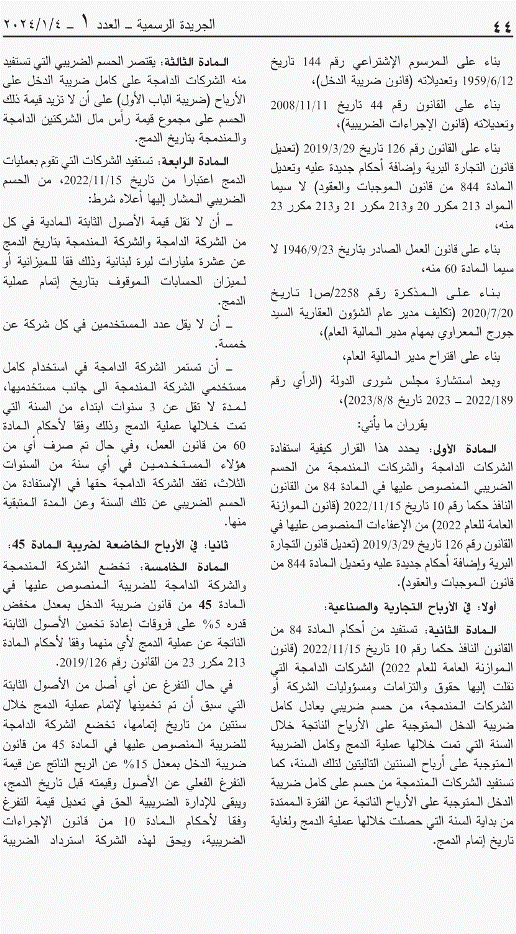 ٤٤
الجريدة الرسمية – العدد ١ – ٢٠٢٤/١/٤
بناء على المرسوم الإشتراعي رقم 144 تاريخ
1959/6/12 وتعديلاته (قانون ضريبة الدخل)،
بناء على القانون رقم 44 تاريخ 2008/11/11
وتعديلاته (قانون الإجراءات الضريبية)،
بناء على القانون رقم 126 تاريخ 2019/3/29 (تعديل
قانون التجارة البرية وإضافة أحكام جديدة عليه وتعديل
المادة 844 من قانون الموجبات والعقود) لا سيما
المواد 213 مكرر 20 و213 مكرر 21 و213 مكرر 23
منه،
بناء على قانون العمل الصادر بتاريخ 1946/9/23 لا
سيما المادة 60 منه،
بناء على المذكرة رقم 2258/ص1 تاريخ
2020/7/20 (تكليف مدير عام الشؤون العقارية السيد
جورج المعراوي بمهام مدير المالية العام)،
بناء على اقتراح مدير المالية العام،
وبعد استشارة مجلس شورى الدولة (الرأي رقم
2022/189 – 2023 تاريخ 2023/8/8)،
يقرران ما يأتي:
المادة الأولى: يحدد هذا القرار كيفية استفادة
الشركات الدامجة والشركات المندمجة من الحسم
الضريبي المنصوص عليها في المادة 84 من القانون
النافذ حكما رقم 10 تاريخ 2022/11/15 (قانون الموازنة
العامة للعام 2022) من الإعفاءات المنصوص عليها في
القانون رقم 126 تاريخ 2019/3/29 (تعديل قانون التجارة
البرية وإضافة أحكام جديدة عليه وتعديل المادة 844 من
قانون الموجبات والعقود).
أولا: في الأرباح التجارية والصناعية:
المادة الثانية: تستفيد من أحكام المادة 84 من
القانون النافذ حكما رقم 10 تاريخ 2022/11/15 (قانون
الموازنة العامة للعام 2022) الشركات الدامجة التي
نقلت إليها حقوق والتزامات ومسؤوليات الشركة أو
الشركات المندمجة، من حسم ضريبي يعادل كامل
ضريبة الدخل المتوجبة على الأرباح الناتجة خلال
السنة التي تمت خلالها عملية الدمج وكامل الضريبة
المتوجبة على أرباح السنتين التاليتين لتلك السنة، كما
تستفيد الشركات المندمجة من حسم على كامل ضريبة
الدخل المتوجبة على الأرباح الناتجة عن الفترة الممتدة
من بداية السنة التي حصلت خلالها عملية الدمج ولغاية
تاريخ إتمام الدمج.
المادة الثالثة: يقتصر الحسم الضريبي التي تستفيد
منه الشركات الدامجة على كامل ضريبة الدخل على
الأرباح (ضريبة الباب الأول) على أن لا تزيد قيمة ذلك
الحسم على مجموع قيمة رأس مال الشركتين الدامجة
والمندمجة بتاريخ الدمج.
المادة الرابعة: تستفيد الشركات التي تقوم بعمليات
الدمج اعتبارا من تاريخ 2022/11/15، من الحسم
الضريبي المشار إليها أعلاه شرط:
– أن لا تقل قيمة الأصول الثابتة المادية في كل
من الشركة الدامجة والشركة المندمجة بتاريخ الدمج
عن عشرة مليارات ليرة لبنانية وذلك فقا للميزانية أو
لميزان الحسابات الموقوف بتاريخ إتمام عملية
الدمج.
– أن لا يقل عدد المستخدمين في كل شركة عن
خمسة.
– أن تستمر الشركة الدامجة في استخدام كامل
مستخدمي الشركة المندمجة الى جانب مستخدميها،
لمدة لا تقل عن 3 سنوات ابتداء من السنة التي
تمت خلالها عملية الدمج وذلك وفقا لأحكام المادة
60 من قانون العمل، وفي حال تم صرف أي من
هؤلاء المستخدمين في أي سنة من السنوات
الثلاث، تفقد الشركة الدامجة حقها في الإستفادة من
الحسم الضريبي عن تلك السنة وعن المدة المتبقية
منها.
ثانيا: في الأرباح الخاضعة لضريبة المادة 45:
المادة الخامسة: تخضع الشركة المندمجة
والشركة الدامجة للضريبة المنصوص عليها في
المادة 45 من قانون ضريبة الدخل بمعدل مخفض
قدره 5% على فروقات إعادة تخمين الأصول الثابتة
الناتجة عن عملية الدمج لأي منهما وفقا لأحكام المادة
213 مكرر 23 من القانون رقم 2019/126.
في حال التفرغ عن أي أصل من الأصول الثابتة
التي سبق أن تم تخمينها لإتمام عملية الدمج خلال
سنتين من تاريخ إتمامها، تخضع الشركة الدامجة
للضريبة المنصوص عليها في المادة 45 من قانون
ضريبة الدخل بمعدل 15% عن الربح الناتج عن قيمة
التفرغ الفعلي عن الأصول وقيمته قبل تاريخ الدمج،
ويبقى للإدارة الضريبية الحق في تعديل قيمة التفرغ
وفقا لأحكام المادة 10 من قانون الإجراءات
الضريبية، ويحق لهذه الشركة استرداد الضريبة